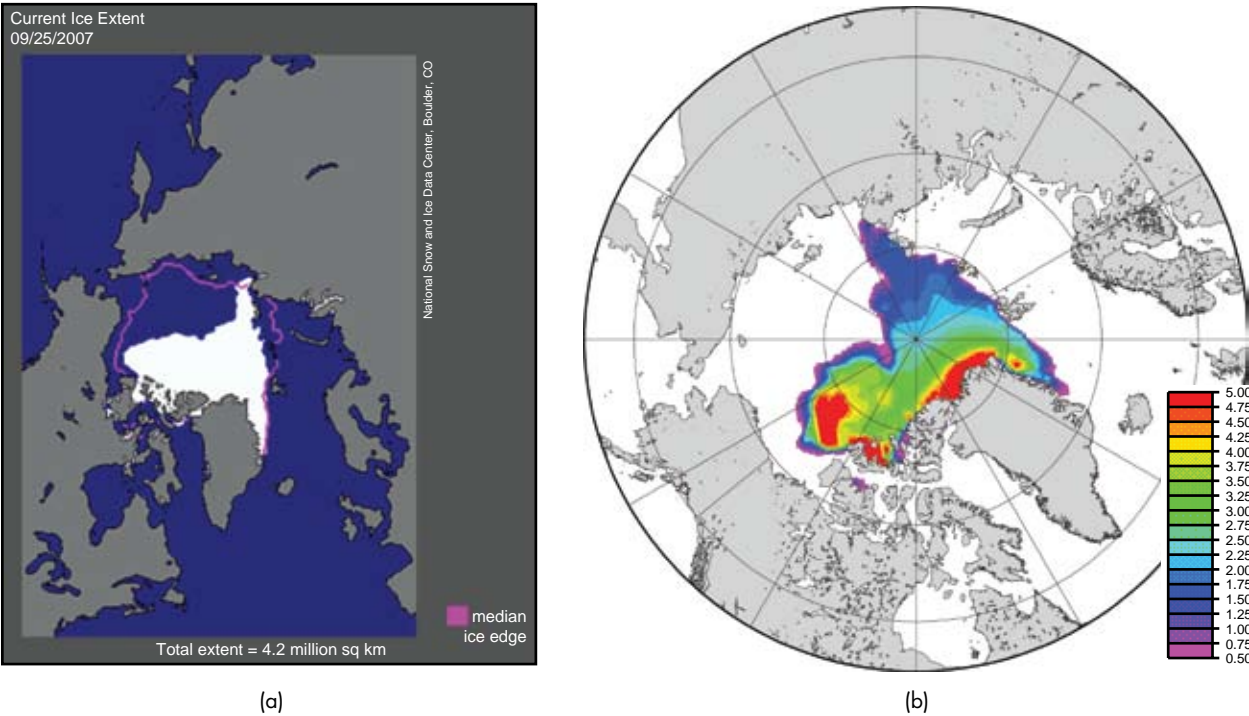 Current Ice Extent
09/25/2007
National Snow and Ice Data Center, Boulder, CO
median
ice edge
Total extent = 4.2 million sq km
(a)
5.00
4.75
4.50
4.25
4.00
3.75
3.50
3.25
3.00
2.75
2.50
2.25
2.00
1.75
1.50
1.25
1.00
0.75
0.50
(b)